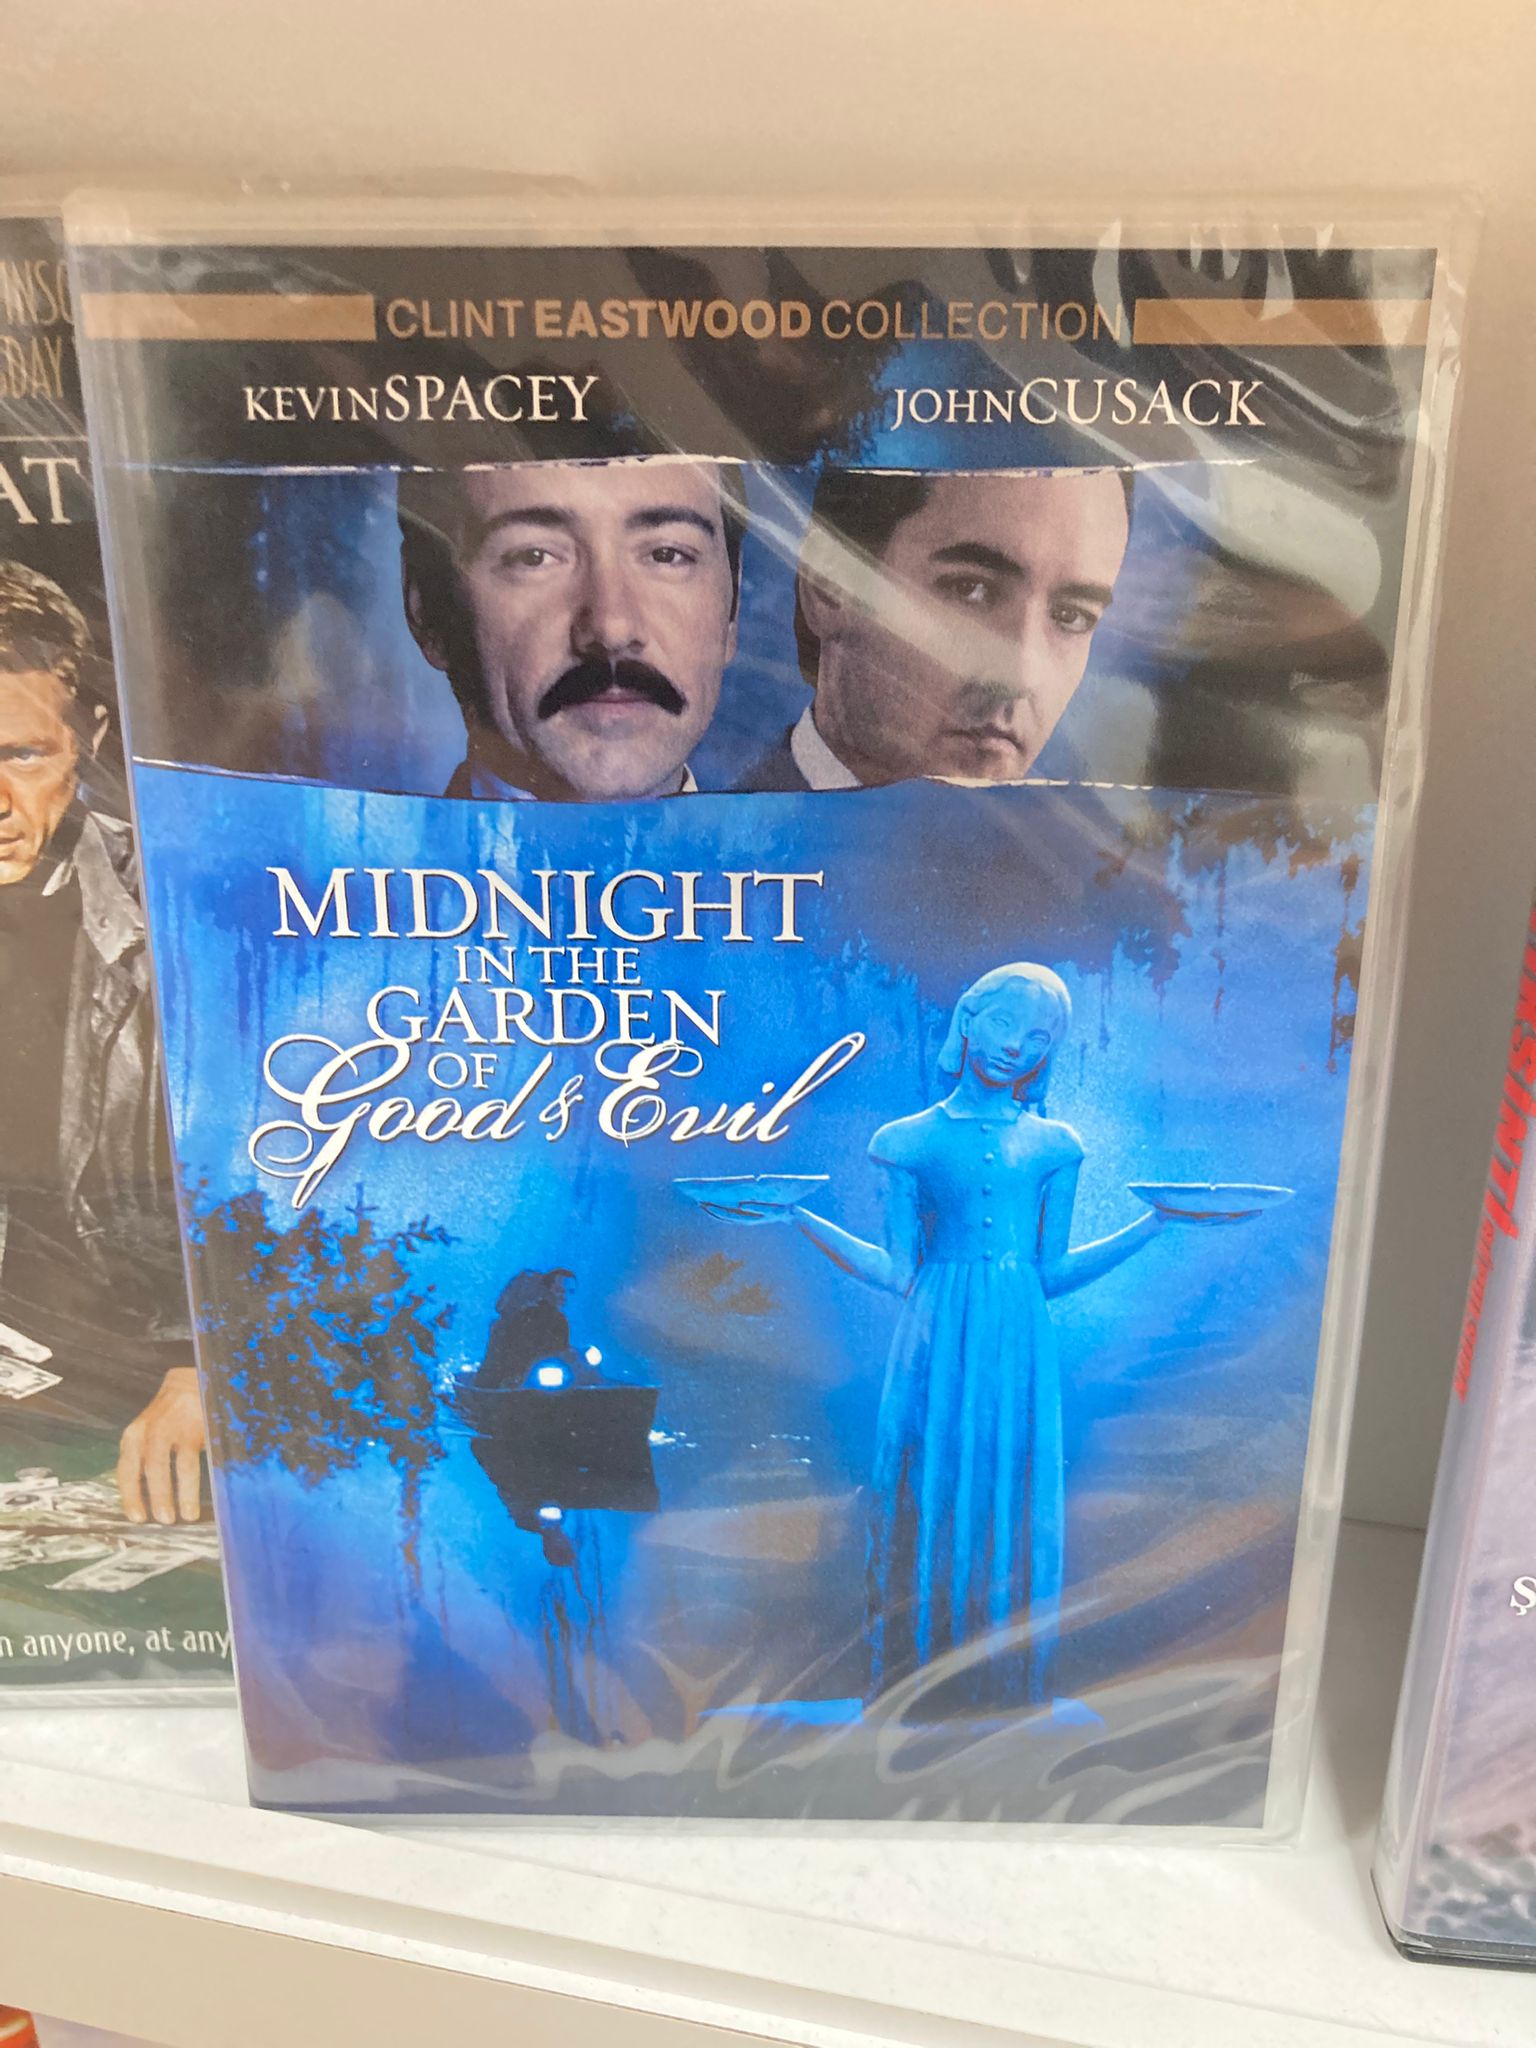 CLINT EASTWOOD COLLECTION
KEVIN SPACEY JOHN CUSACK
MIDNIGHT
IN THE
GARDEN
OF
Good & Evil
AT
anyone, at any